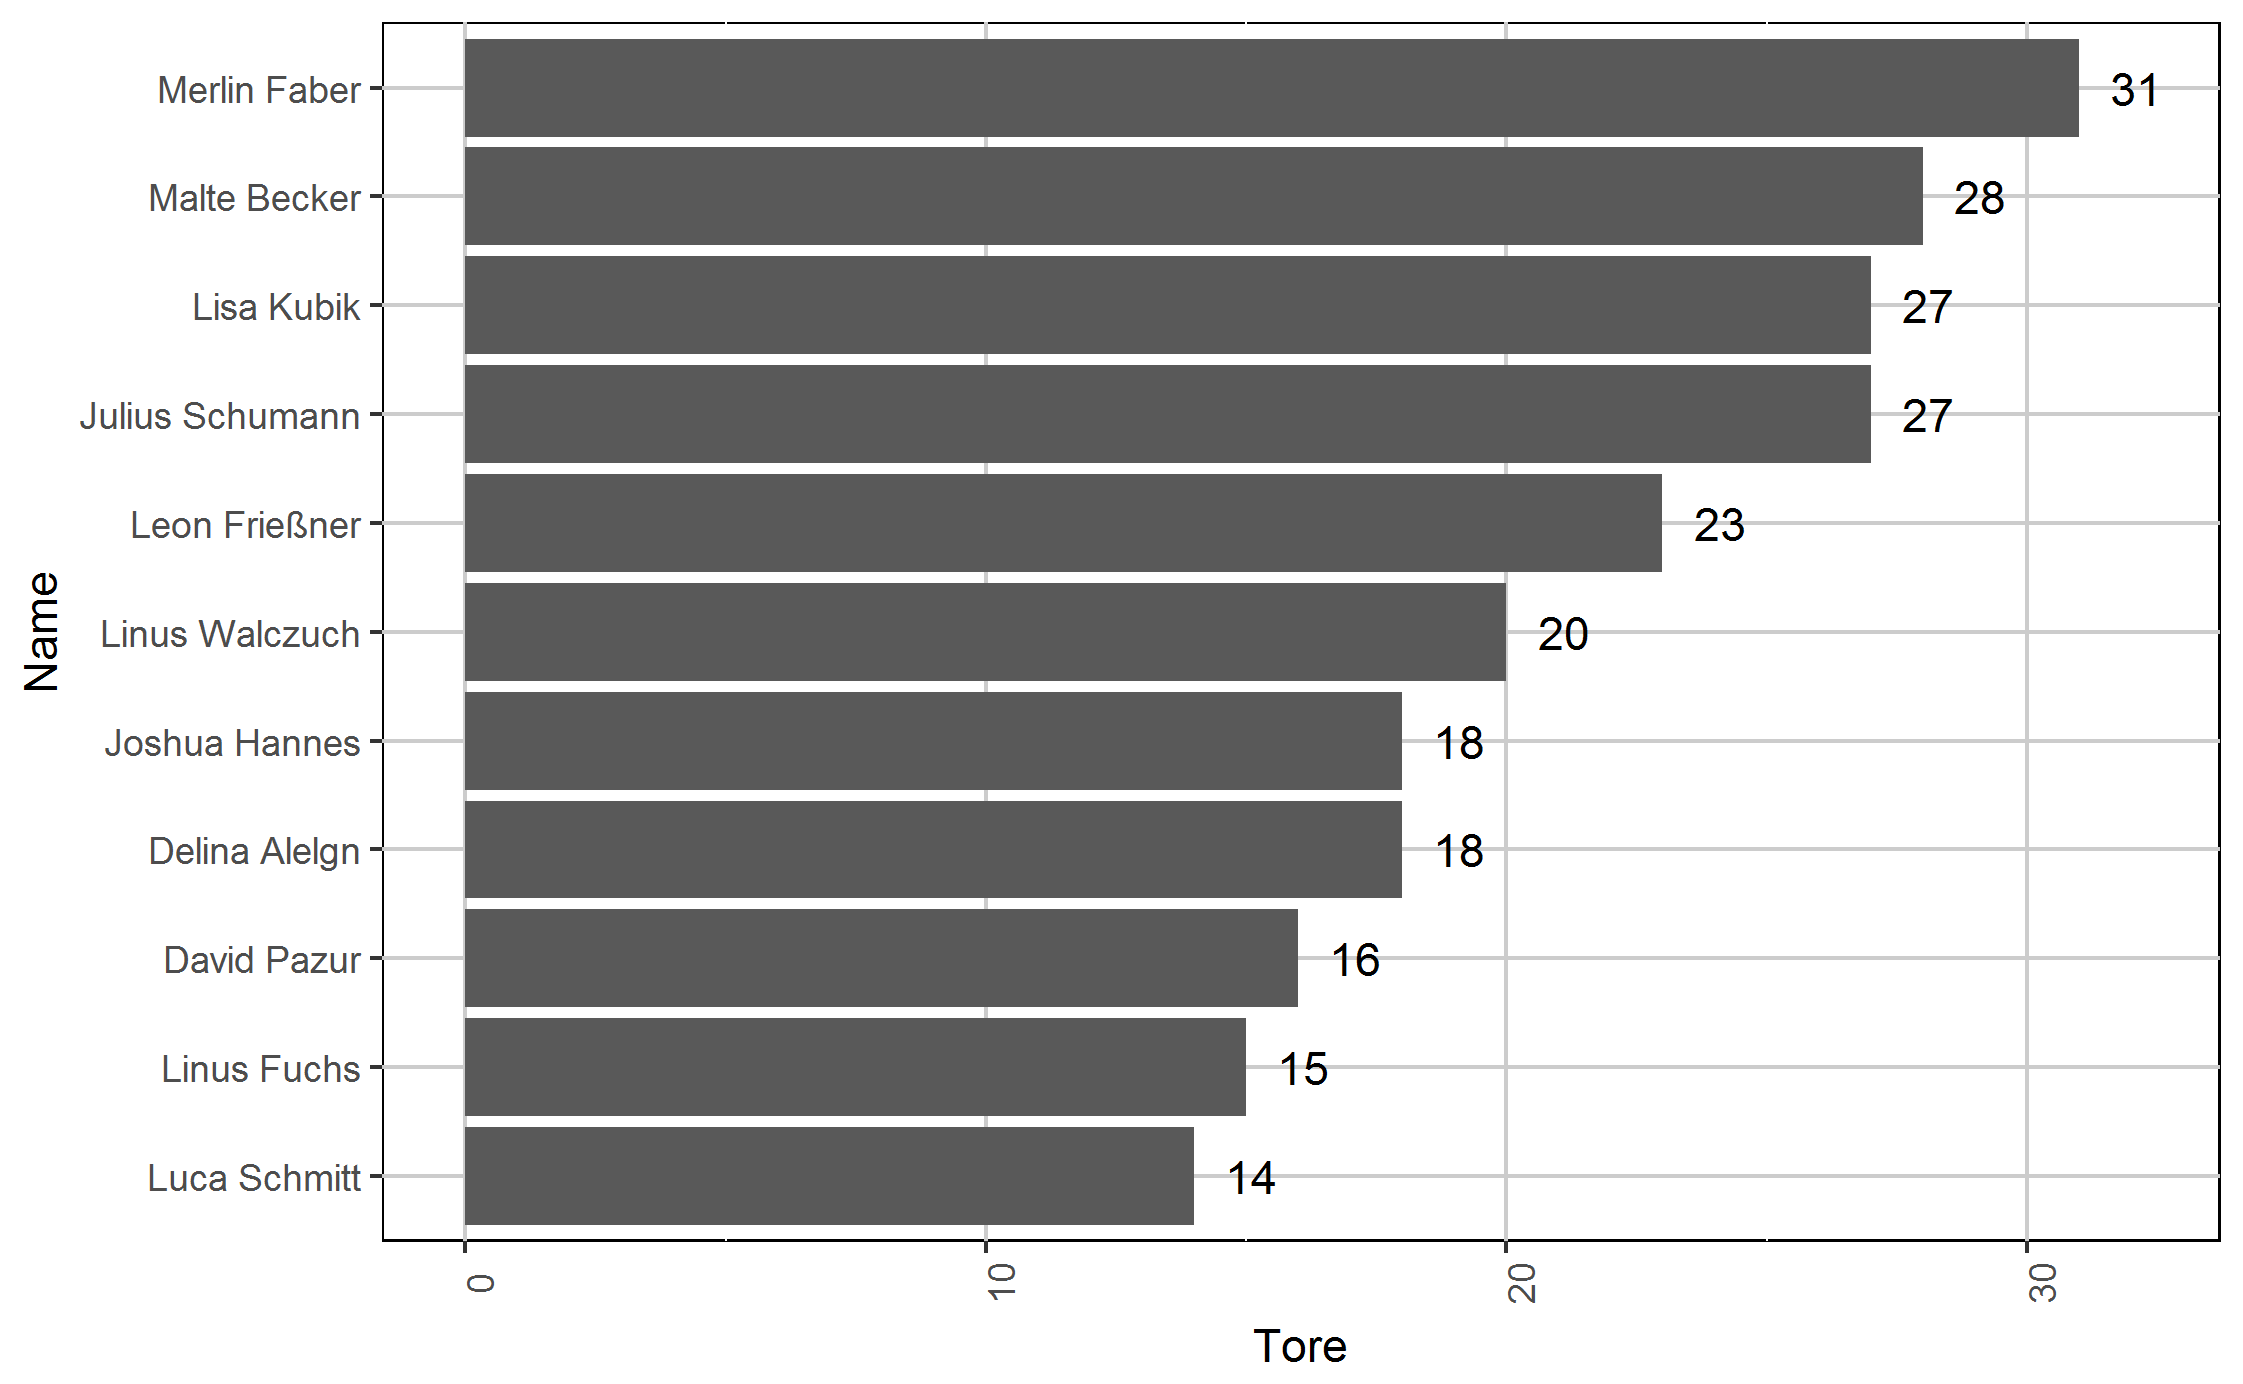 Merlin Faber 31
Malte Becker 28
Lisa Kubik 27
Julius Schumann 27
Leon Frießner 23
Linus Walczuch 20
Joshua Hannes 18
Delina Alelgn 18
David Pazur 16
Linus Fuchs 15
Luca Schmitt 14
Name
0 10 20 30
Tore